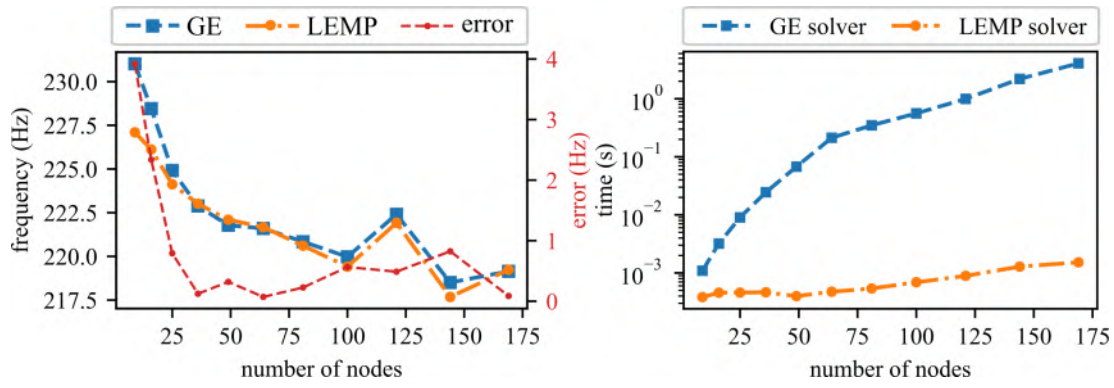 GE LEMP error
230.0
227.5
225.0
222.5
220.0
217.5
frequency (Hz)
4
3
2
1
0
error (Hz)
25 50 75 100 125 150 175
number of nodes
GE solver LEMP solver
10⁰
10⁻¹
10⁻²
10⁻³
time (s)
25 50 75 100 125 150 175
number of nodes